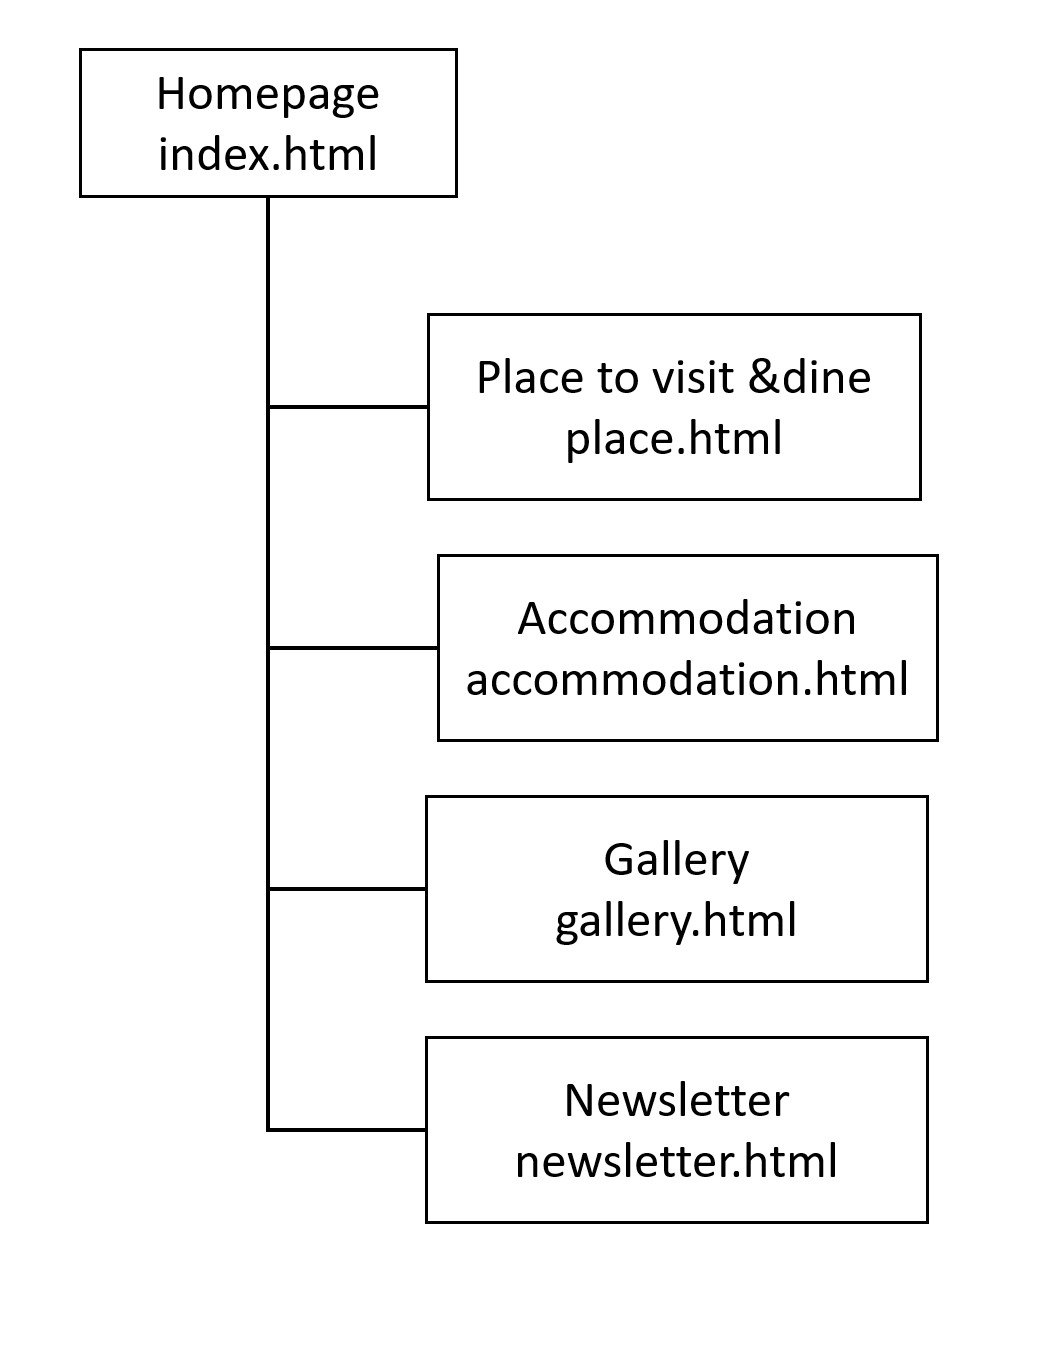 Homepage
index.html
Place to visit &dine
place.html
Accommodation
accommodation.html
Gallery
gallery.html
Newsletter
newsletter.html